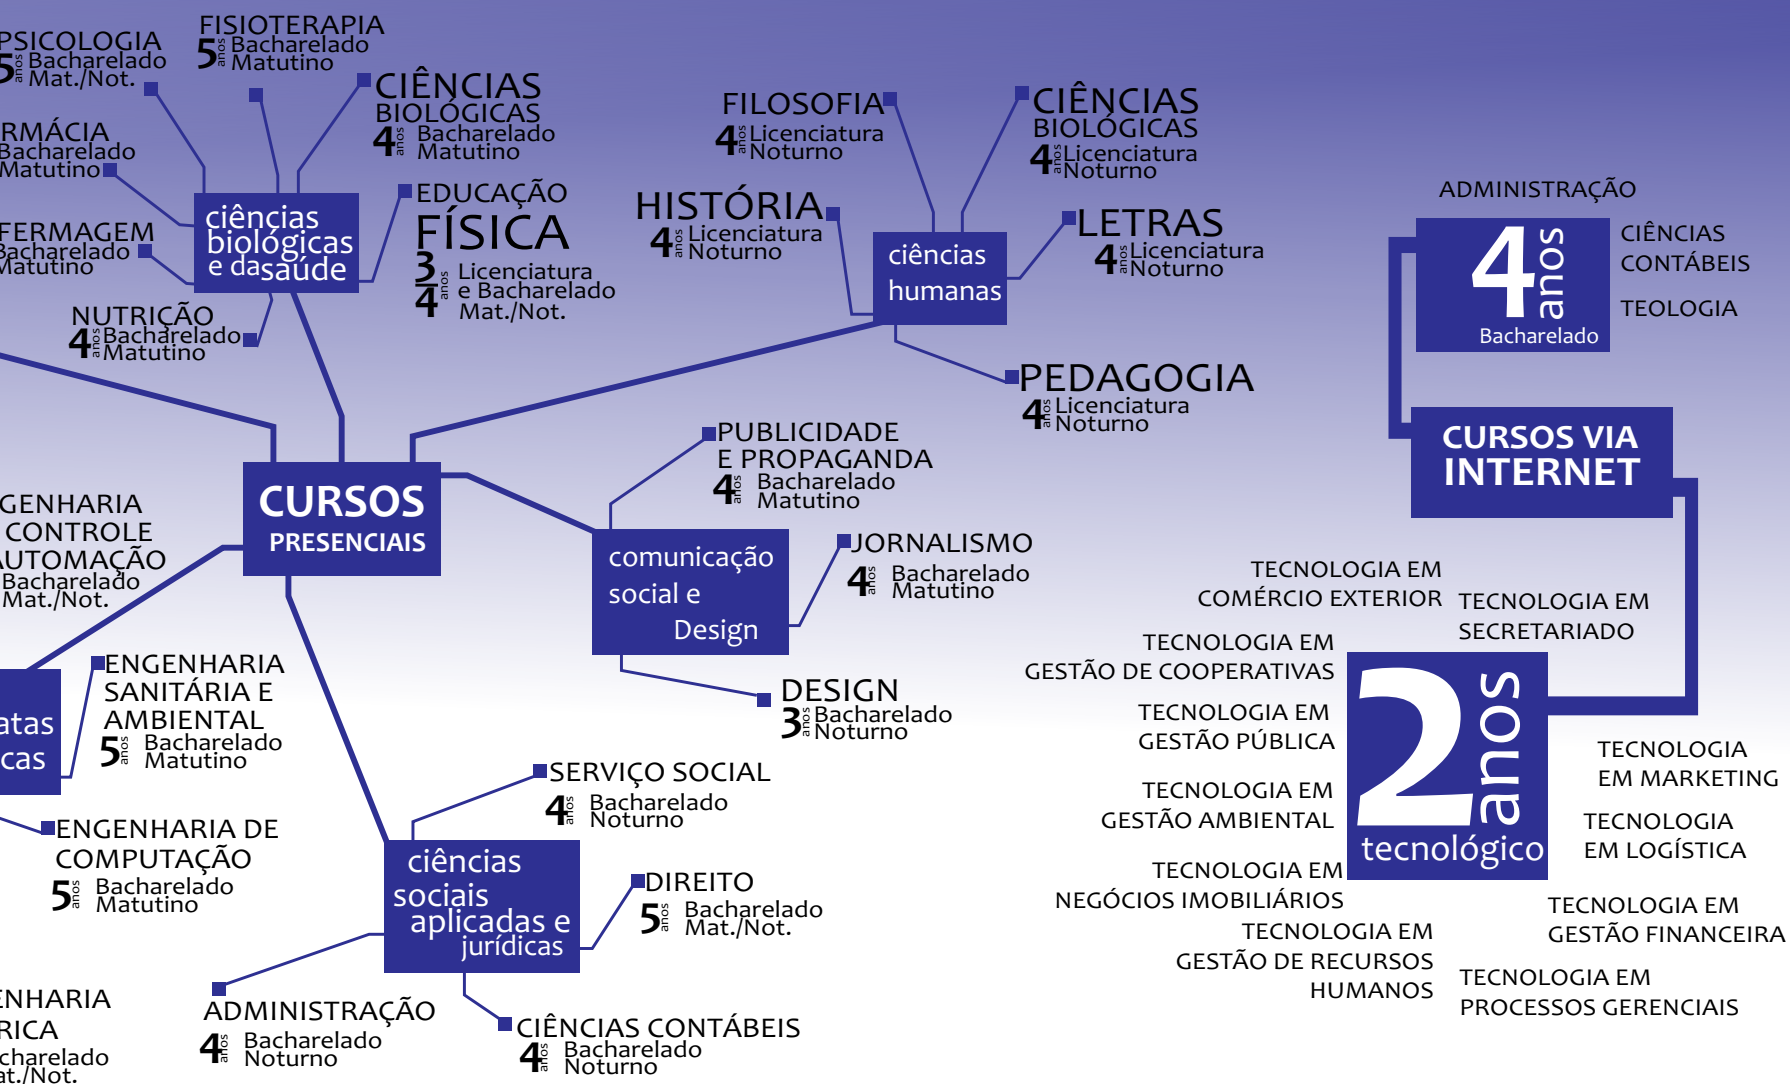 PSICOLOGIA
5 anos Bacharelado
Mat./Not.
FISIOTERAPIA
5 anos Bacharelado
Matutino
CIÊNCIAS
BIOLÓGICAS
4 anos Bacharelado
Matutino
RMÁCIA
Bacharelado
Matutino
FERMAGEM
Bacharelado
Matutino
NUTRIÇÃO
4 anos Bacharelado
Matutino
ciências
biológicas
e da saúde
EDUCAÇÃO
FÍSICA
3
4 anos Licenciatura
e Bacharelado
Mat./Not.
FILOSOFIA
4 anos Licenciatura
Noturno
CIÊNCIAS
BIOLÓGICAS
4 anos Licenciatura
Noturno
HISTÓRIA
4 anos Licenciatura
Noturno
LETRAS
4 anos Licenciatura
Noturno
ciências
humanas
PEDAGOGIA
4 anos Licenciatura
Noturno
CURSOS
PRESENCIAIS
PUBLICIDADE
E PROPAGANDA
4 anos Bacharelado
Matutino
comunicação
social e
Design
JORNALISMO
4 anos Bacharelado
Matutino
DESIGN
3 anos Bacharelado
Noturno
GENHARIA
CONTROLE
AUTOMAÇÃO
Bacharelado
Mat./Not.
ENGENHARIA
SANITÁRIA E
AMBIENTAL
5 anos Bacharelado
Matutino
atas
cas
ENGENHARIA DE
COMPUTAÇÃO
5 anos Bacharelado
Matutino
ENHARIA
RICA
charelado
at./Not.
SERVIÇO SOCIAL
4 anos Bacharelado
Noturno
ciências
sociais
aplicadas e
jurídicas
DIREITO
5 anos Bacharelado
Mat./Not.
ADMINISTRAÇÃO
4 anos Bacharelado
Noturno
CIÊNCIAS CONTÁBEIS
4 anos Bacharelado
Noturno
ADMINISTRAÇÃO
4 anos
Bacharelado
CIÊNCIAS
CONTÁBEIS
TEOLOGIA
CURSOS VIA
INTERNET
TECNOLOGIA EM
COMÉRCIO EXTERIOR
TECNOLOGIA EM
SECRETARIADO
TECNOLOGIA EM
GESTÃO DE COOPERATIVAS
TECNOLOGIA EM
GESTÃO PÚBLICA
TECNOLOGIA EM
GESTÃO AMBIENTAL
TECNOLOGIA EM
NEGÓCIOS IMOBILIÁRIOS
TECNOLOGIA EM
GESTÃO DE RECURSOS
HUMANOS
2 anos
tecnológico
TECNOLOGIA
EM MARKETING
TECNOLOGIA
EM LOGÍSTICA
TECNOLOGIA EM
GESTÃO FINANCEIRA
TECNOLOGIA EM
PROCESSOS GERENCIAIS